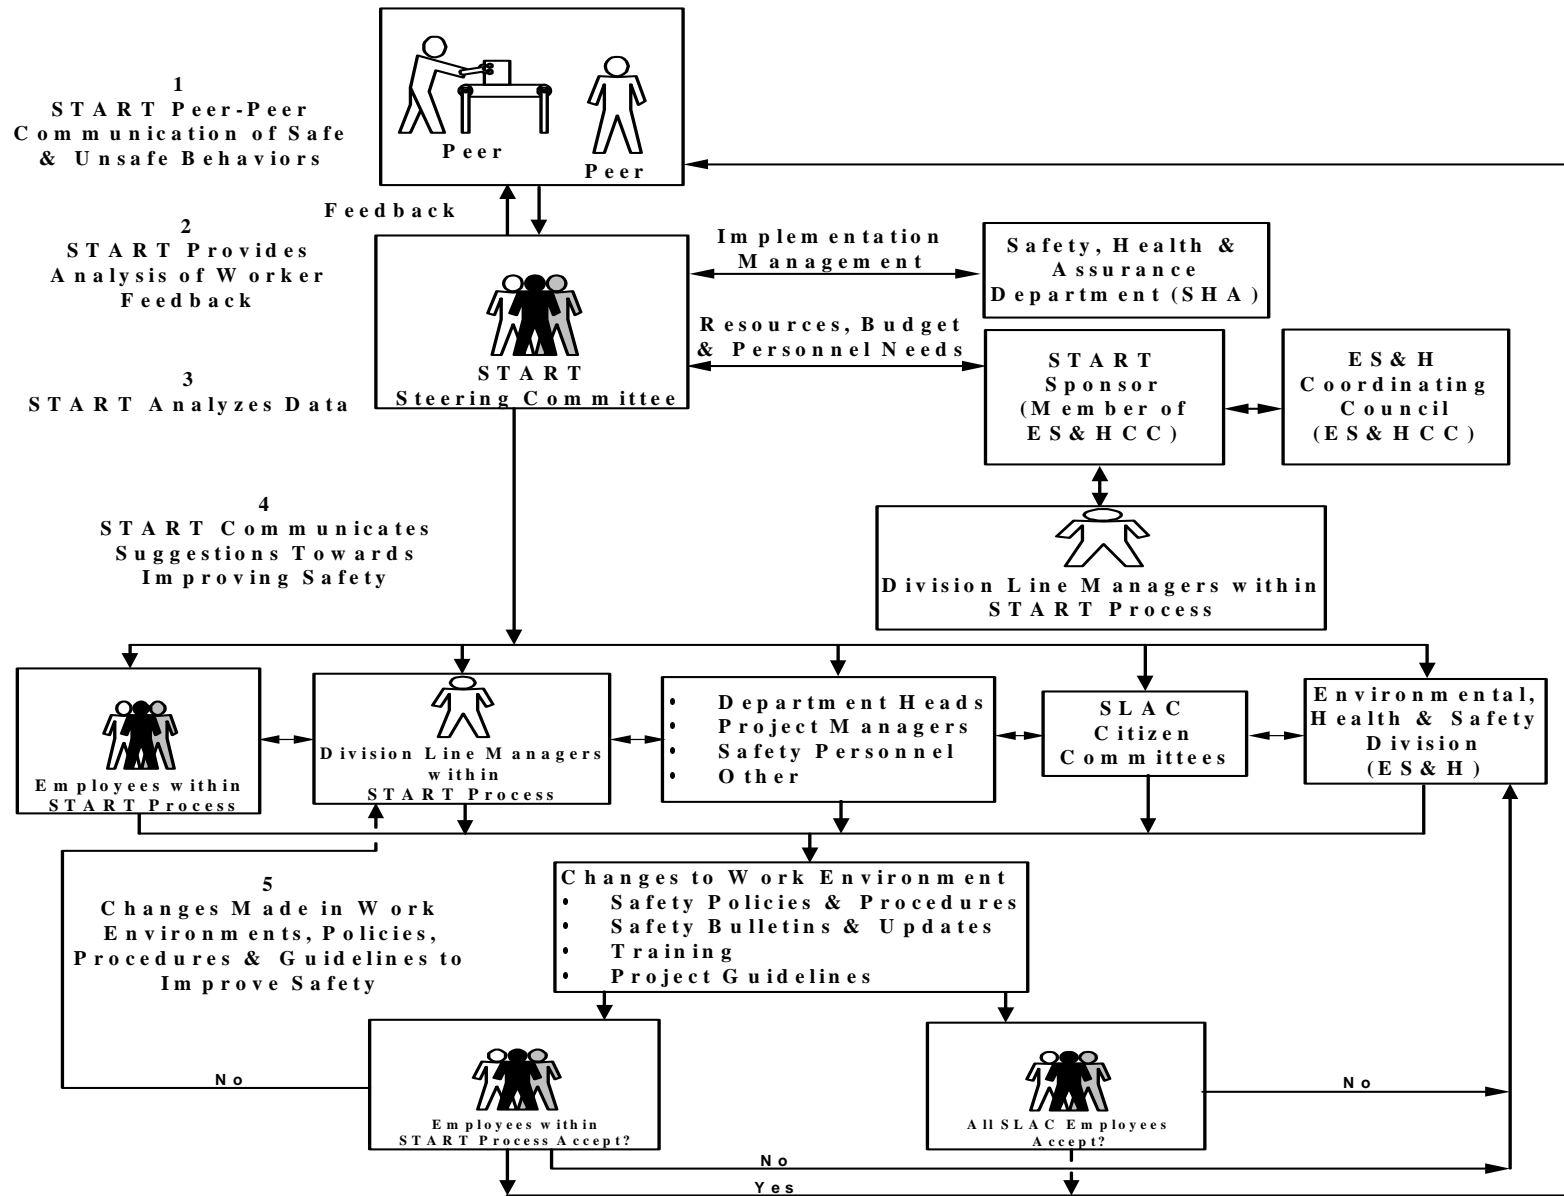 1
START Peer-Peer
Communication of Safe
& Unsafe Behaviors
Peer
Peer
Feedback
2
START Provides
Analysis of Worker
Feedback
Implementation
Management
Safety, Health &
Assurance
Department (SHA)
START
Steering Committee
Resources, Budget
& Personnel Needs
START
Sponsor
(Member of
ES&HCC)
ES&H
Coordinating
Council
(ES&HCC)
3
START Analyzes Data
4
START Communicates
Suggestions Towards
Improving Safety
Division Line Managers within
START Process
Employees within
START Process
Division Line Managers
within
START Process
• Department Heads
• Project Managers
• Safety Personnel
• Other
SLAC
Citizen
Committees
Environmental,
Health & Safety
Division
(ES&H)
5
Changes Made in Work
Environments, Policies,
Procedures & Guidelines to
Improve Safety
Changes to Work Environment
• Safety Policies & Procedures
• Safety Bulletins & Updates
• Training
• Project Guidelines
No
Employees within
START Process Accept?
All SLAC Employees
Accept?
No
No
Yes